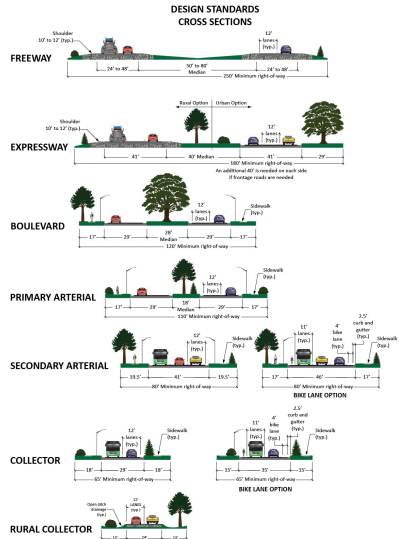 DESIGN STANDARDS
CROSS SECTIONS
FREEWAY
Shoulder
10' to 12' (typ.)
12'
lanes
(typ.)
24' to 48'
50' to 80'
Median
24' to 48'
250' Minimum right-of-way
EXPRESSWAY
Rural Option
Urban Option
Shoulder
10' to 12' (typ.)
12'
lanes
(typ.)
41'
40' Median
41'
29'
180' Minimum right-of-way
An additional 40' is needed on each side
if frontage roads are needed
BOULEVARD
12'
lanes
(typ.)
Sidewalk
(typ.)
17'
29'
28'
Median
29'
17'
120' Minimum right-of-way
PRIMARY ARTERIAL
12'
lanes
(typ.)
Sidewalk
(typ.)
17'
29'
18'
Median
29'
17'
110' Minimum right-of-way
SECONDARY ARTERIAL
12'
lanes
(typ.)
Sidewalk
(typ.)
19.5'
41'
19.5'
80' Minimum right-of-way
11'
lanes
(typ.)
4'
bike
lane
(typ.)
2.5'
curb and
gutter
(typ.)
Sidewalk
(typ.)
17'
46'
17'
80' Minimum right-of-way
BIKE LANE OPTION
COLLECTOR
12'
lanes
(typ.)
Sidewalk
(typ.)
18'
29'
18'
65' Minimum right-of-way
11'
lanes
(typ.)
4'
bike
lane
(typ.)
2.5'
curb and
gutter
(typ.)
Sidewalk
(typ.)
15'
35'
15'
65' Minimum right-of-way
BIKE LANE OPTION
RURAL COLLECTOR
Open ditch
drainage (typ.)
12'
LANES
(typ.)
24'